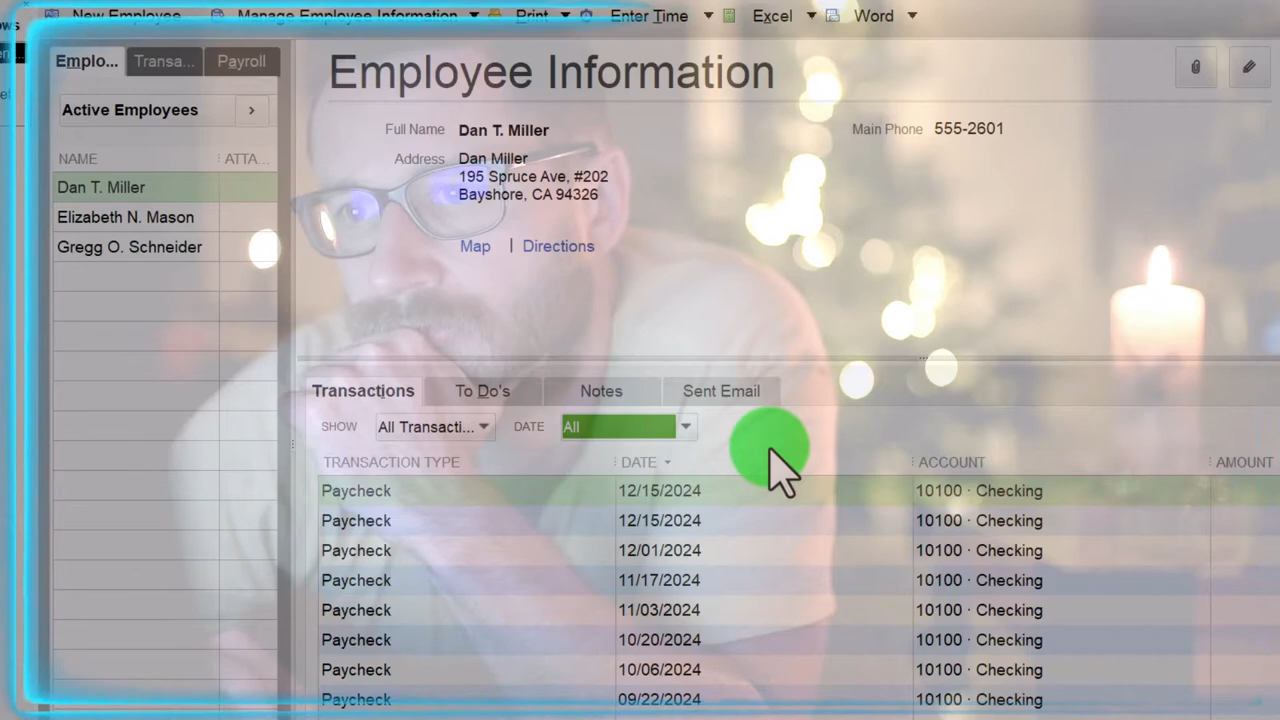 New Employee... Manage Employee Information Print Enter Time Excel Word
Emplo... Transa... Payroll
Employee Information
Active Employees
Full Name Dan T. Miller Main Phone 555-2601
NAME ATTA...
Address Dan Miller
195 Spruce Ave, #202
Bayshore, CA 94326
Dan T. Miller
Elizabeth N. Mason
Gregg O. Schneider
Map | Directions
Transactions To Do's Notes Sent Email
SHOW All Transacti... DATE All
TRANSACTION TYPE DATE ACCOUNT AMOUNT
Paycheck 12/15/2024 10100 · Checking
Paycheck 12/15/2024 10100 · Checking
Paycheck 12/01/2024 10100 · Checking
Paycheck 11/17/2024 10100 · Checking
Paycheck 11/03/2024 10100 · Checking
Paycheck 10/20/2024 10100 · Checking
Paycheck 10/06/2024 10100 · Checking
Paycheck 09/22/2024 10100 · Checking